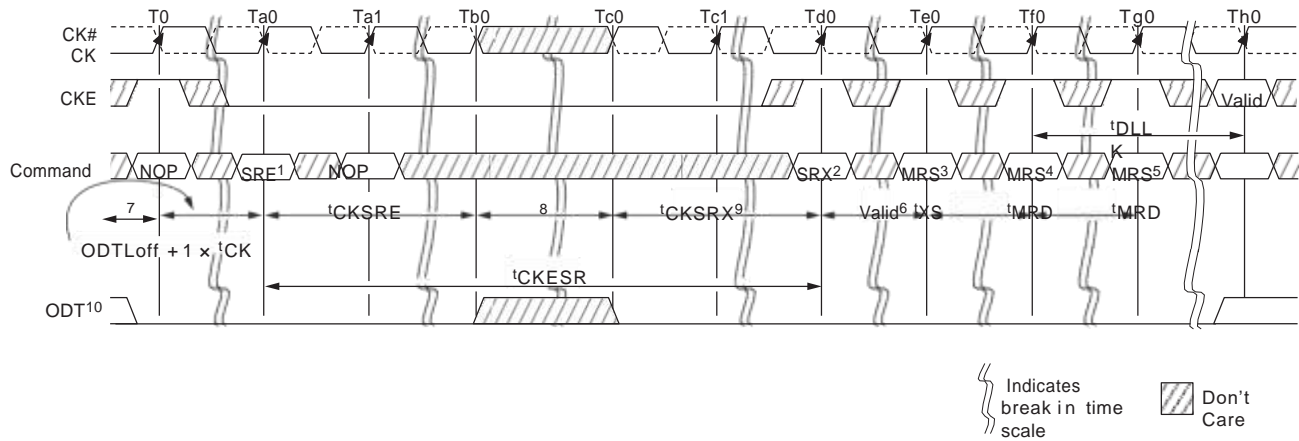 T0 Ta0 Ta1 Tb0 Tc0 Tc1 Td0 Te0 Tf0 Tg0 Th0
CK#
CK
CKE
Valid
tDLL
K
Command
NOP SRE1 NOP SRX2 MRS3 MRS4 MRS5
7 tCKSRE 8 tCKSRX9 Valid6 tXS tMRD tMRD
ODTLoff + 1 × tCK
tCKESR
ODT10
Indicates
break in time
scale
Don't
Care